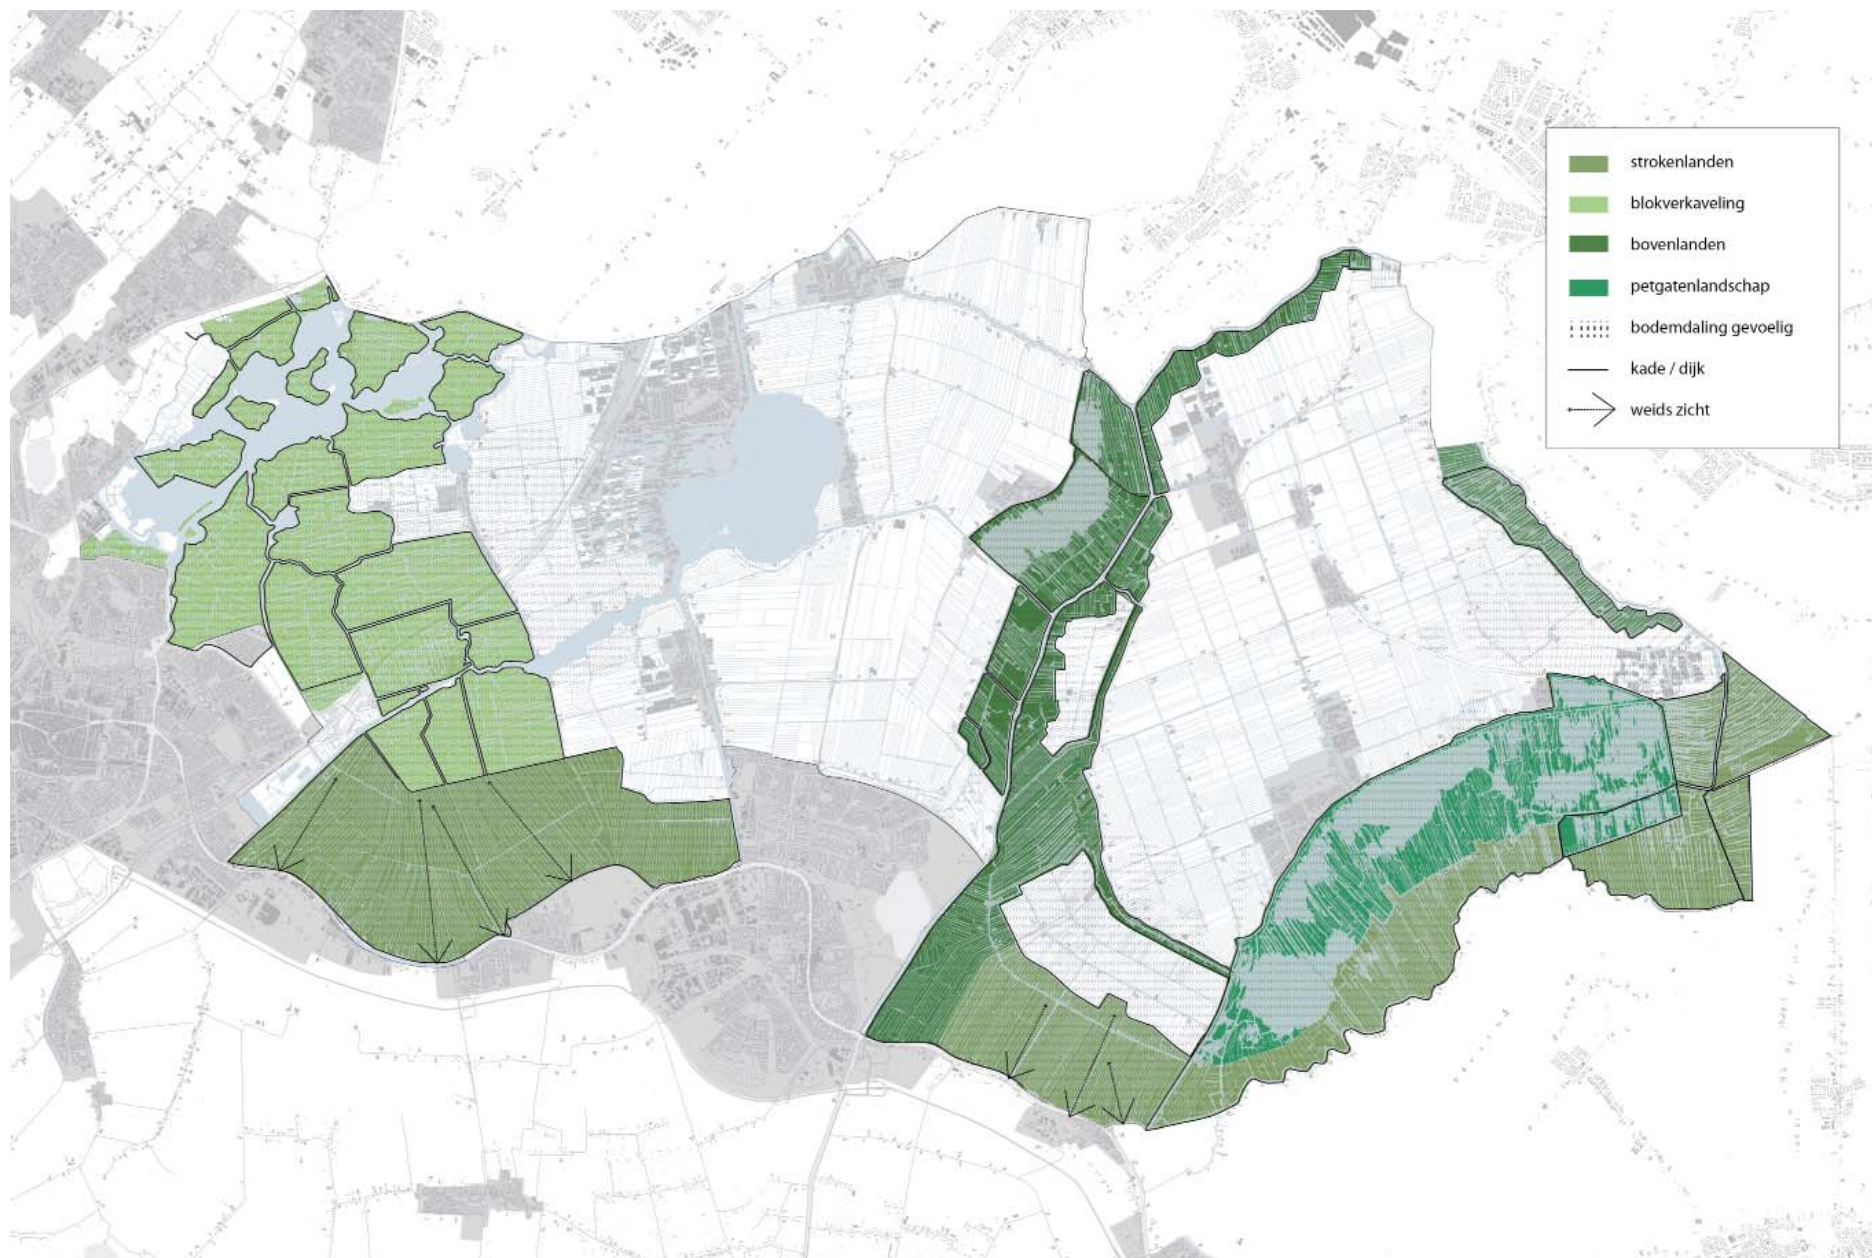 strokenlanden
blokverkaveling
bovenlanden
petgatenlandschap
bodemdaling gevoelig
kade / dijk
weids zicht